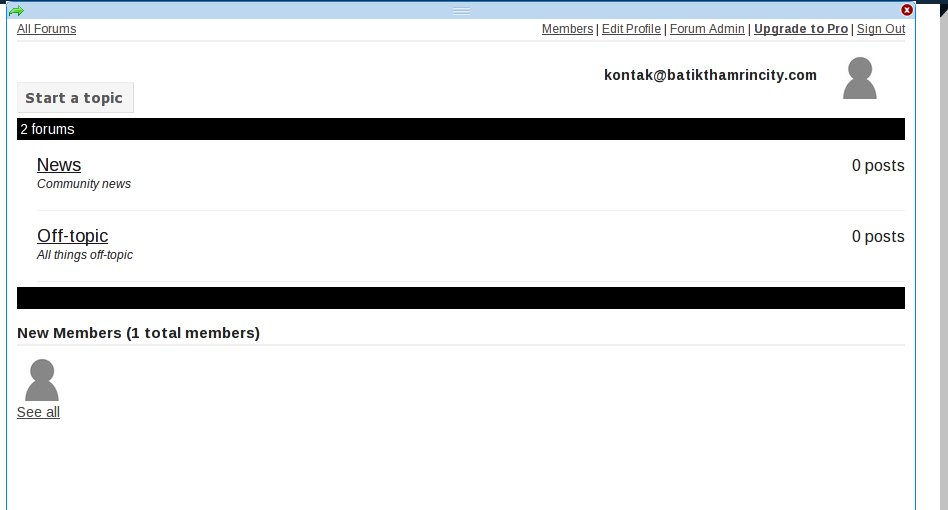 All Forums
Members | Edit Profile | Forum Admin | Upgrade to Pro | Sign Out
kontak@batikthamrincity.com
Start a topic
2 forums
News
0 posts
Community news
Off-topic
0 posts
All things off-topic
New Members (1 total members)
See all